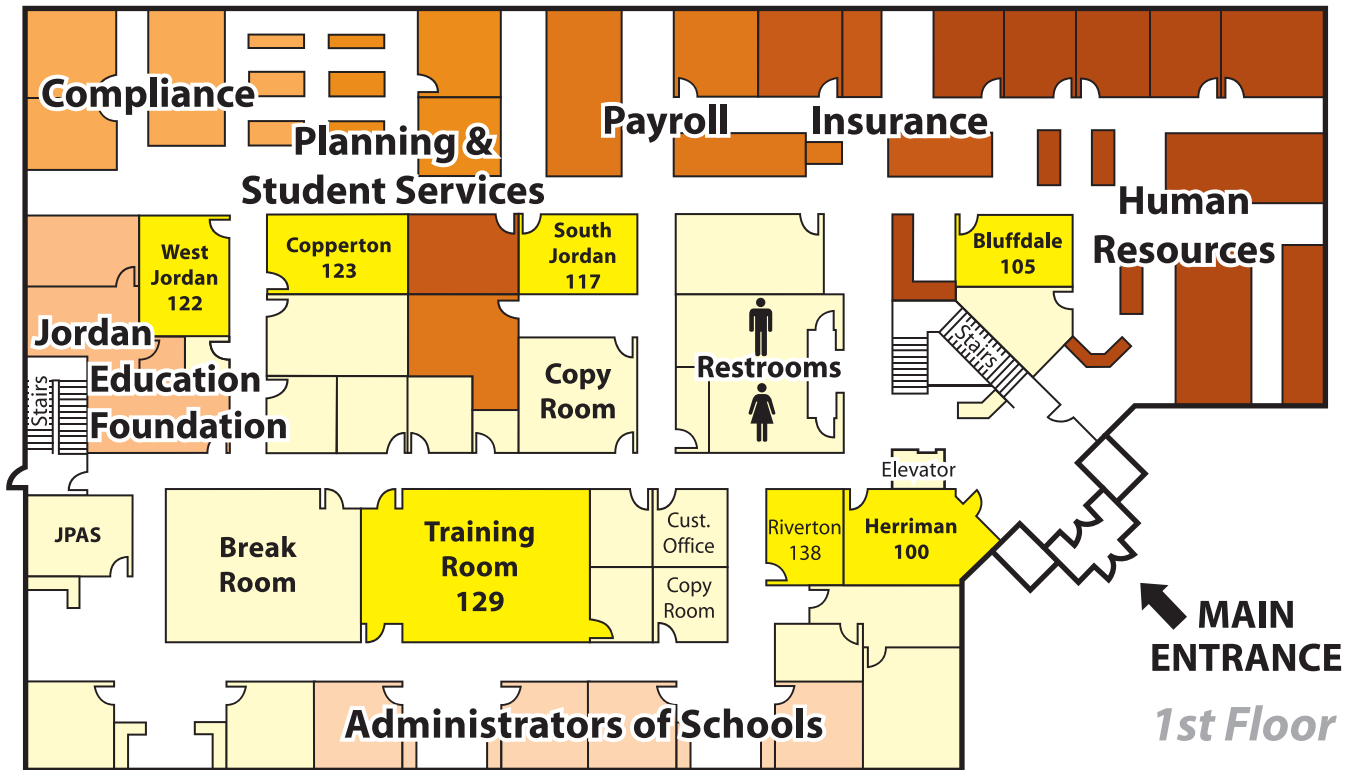 Compliance
Planning &
Student Services
Payroll
Insurance
Human
Resources
West
Jordan
122
Copperton
123
South
Jordan
117
Bluffdale
105
Jordan
Education
Foundation
Stairs
Copy
Room
Restrooms
Stairs
Elevator
JPAS
Break
Room
Training
Room
129
Cust.
Office
Copy
Room
Riverton
138
Herriman
100
MAIN
ENTRANCE
Administrators of Schools
1st Floor